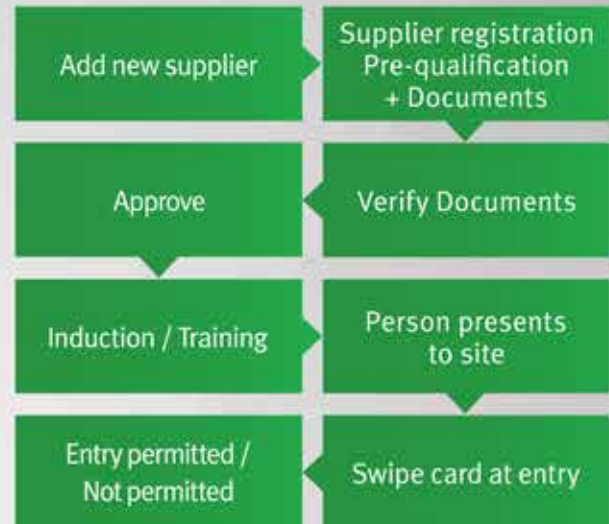 Add new supplier
Supplier registration
Pre-qualification
+ Documents
Verify Documents
Approve
Induction / Training
Person presents
to site
Swipe card at entry
Entry permitted /
Not permitted